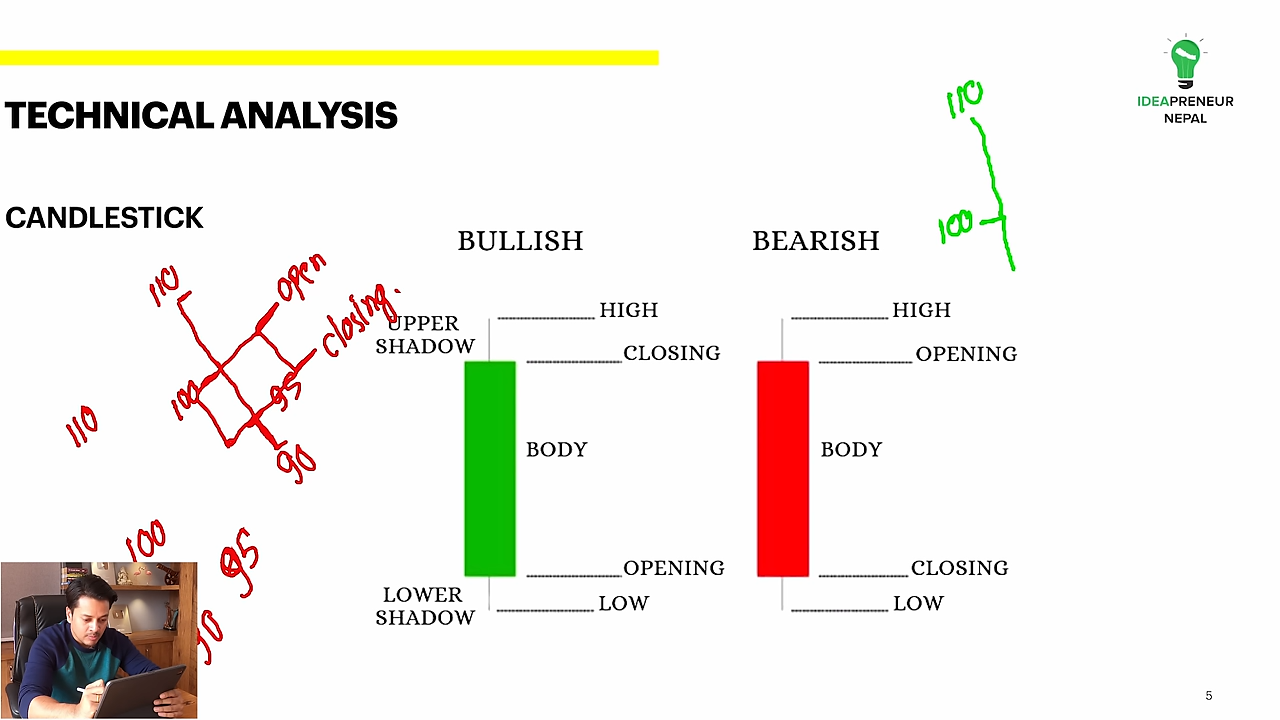 TECHNICAL ANALYSIS
IDEAPRENEUR
NEPAL
CANDLESTICK
BULLISH
BEARISH
110
100
110
open
closing.
100
95
90
110
100
95
UPPER
SHADOW
HIGH
CLOSING
BODY
OPENING
LOWER
SHADOW
LOW
HIGH
OPENING
BODY
CLOSING
LOW
5